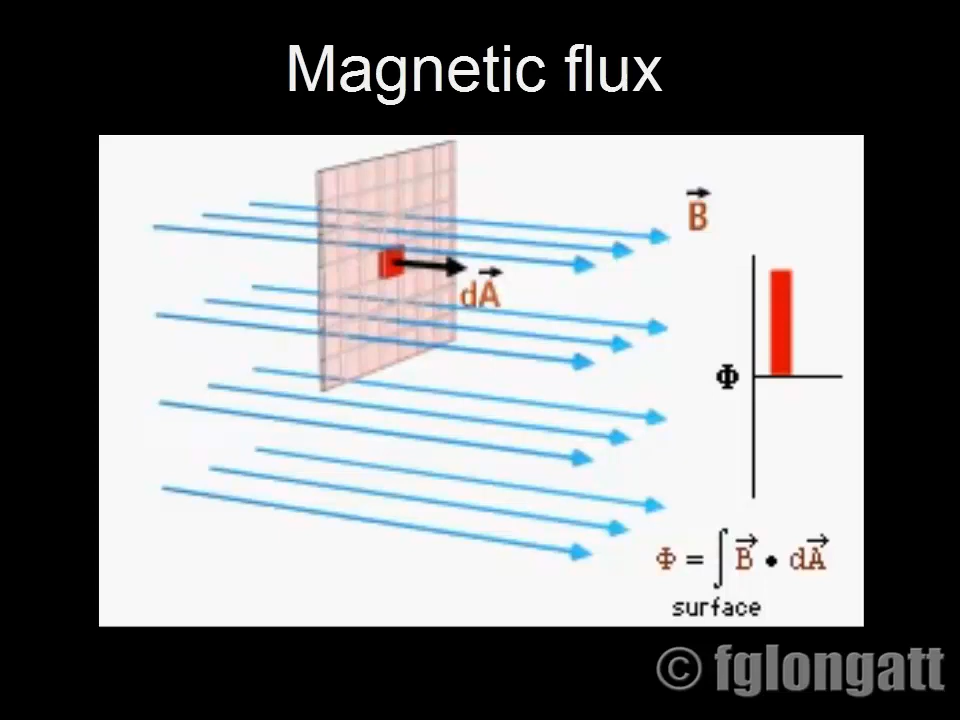 Magnetic flux
B⃗
dA⃗
Φ
Φ = ∫ B⃗ • dA⃗
surface
© fglongatt